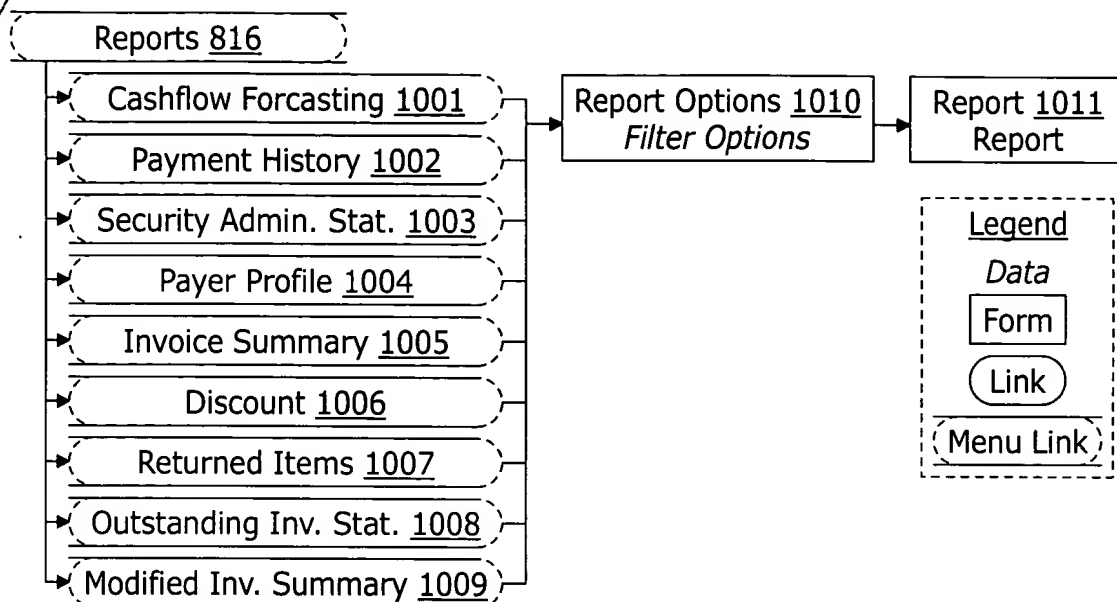 Reports 816
Cashflow Forcasting 1001
Payment History 1002
Security Admin. Stat. 1003
Payer Profile 1004
Invoice Summary 1005
Discount 1006
Returned Items 1007
Outstanding Inv. Stat. 1008
Modified Inv. Summary 1009
Report Options 1010
Filter Options
Report 1011
Report
Legend
Data
Form
Link
Menu Link